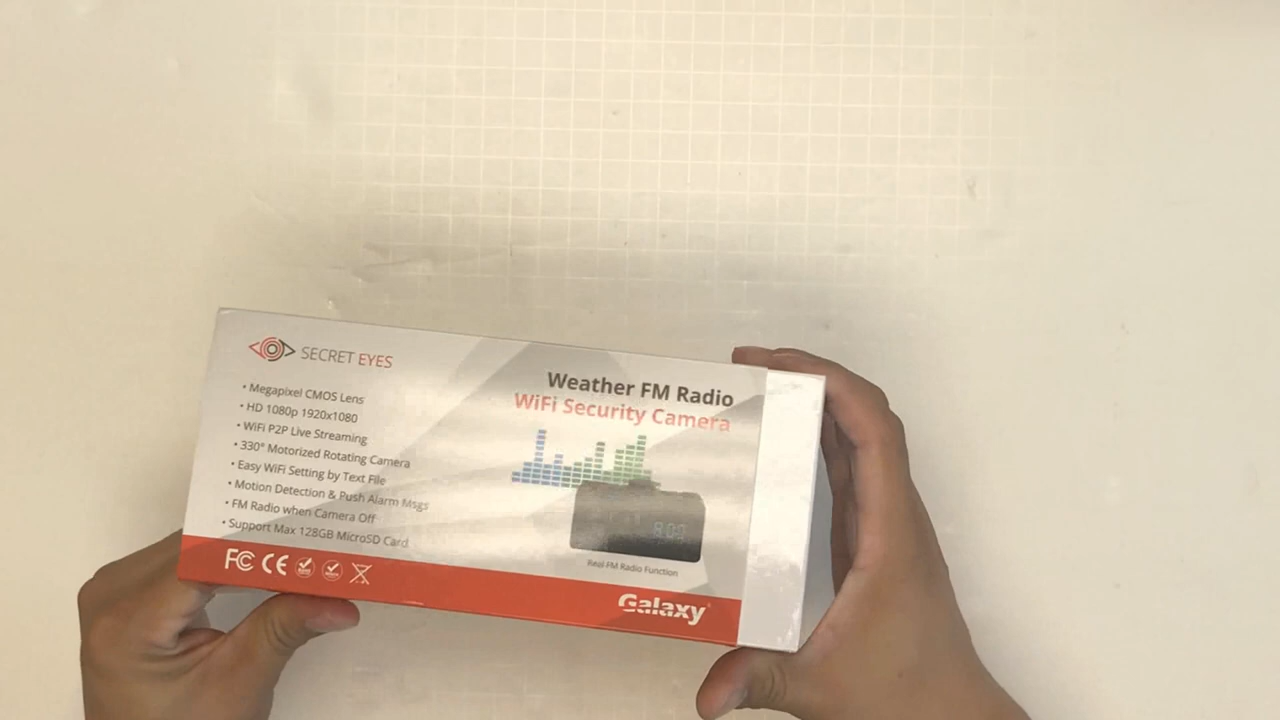 SECRET EYES
• Megapixel CMOS Lens
• HD 1080p 1920x1080
• WiFi P2P Live Streaming
• 330° Motorized Rotating Camera
• Easy WiFi Setting by Text File
• Motion Detection & Push Alarm Msgs
• FM Radio when Camera Off
• Support Max 128GB MicroSD Card
FC CE
Weather FM Radio
WiFi Security Camera
8:09
Real FM Radio Function
Galaxy